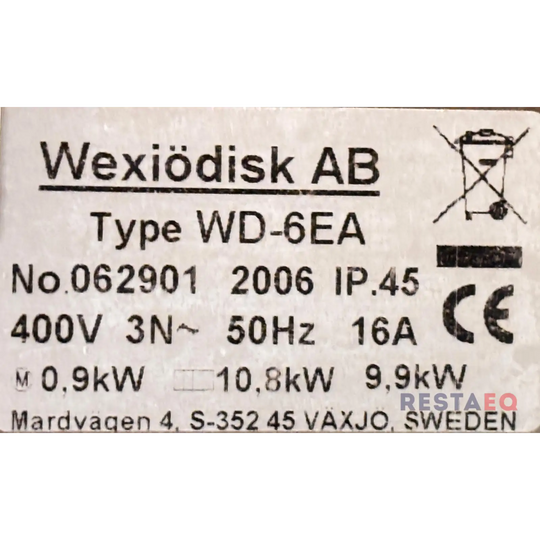 Wexiödisk AB
Type WD-6EA
No.062901 2006 IP.45
400V 3N~ 50Hz 16A
M 0,9kW 10,8kW 9,9kW
RESTAEQ
Mardvägen 4, S-352 45 VÄXJÖ, SWEDEN
CE